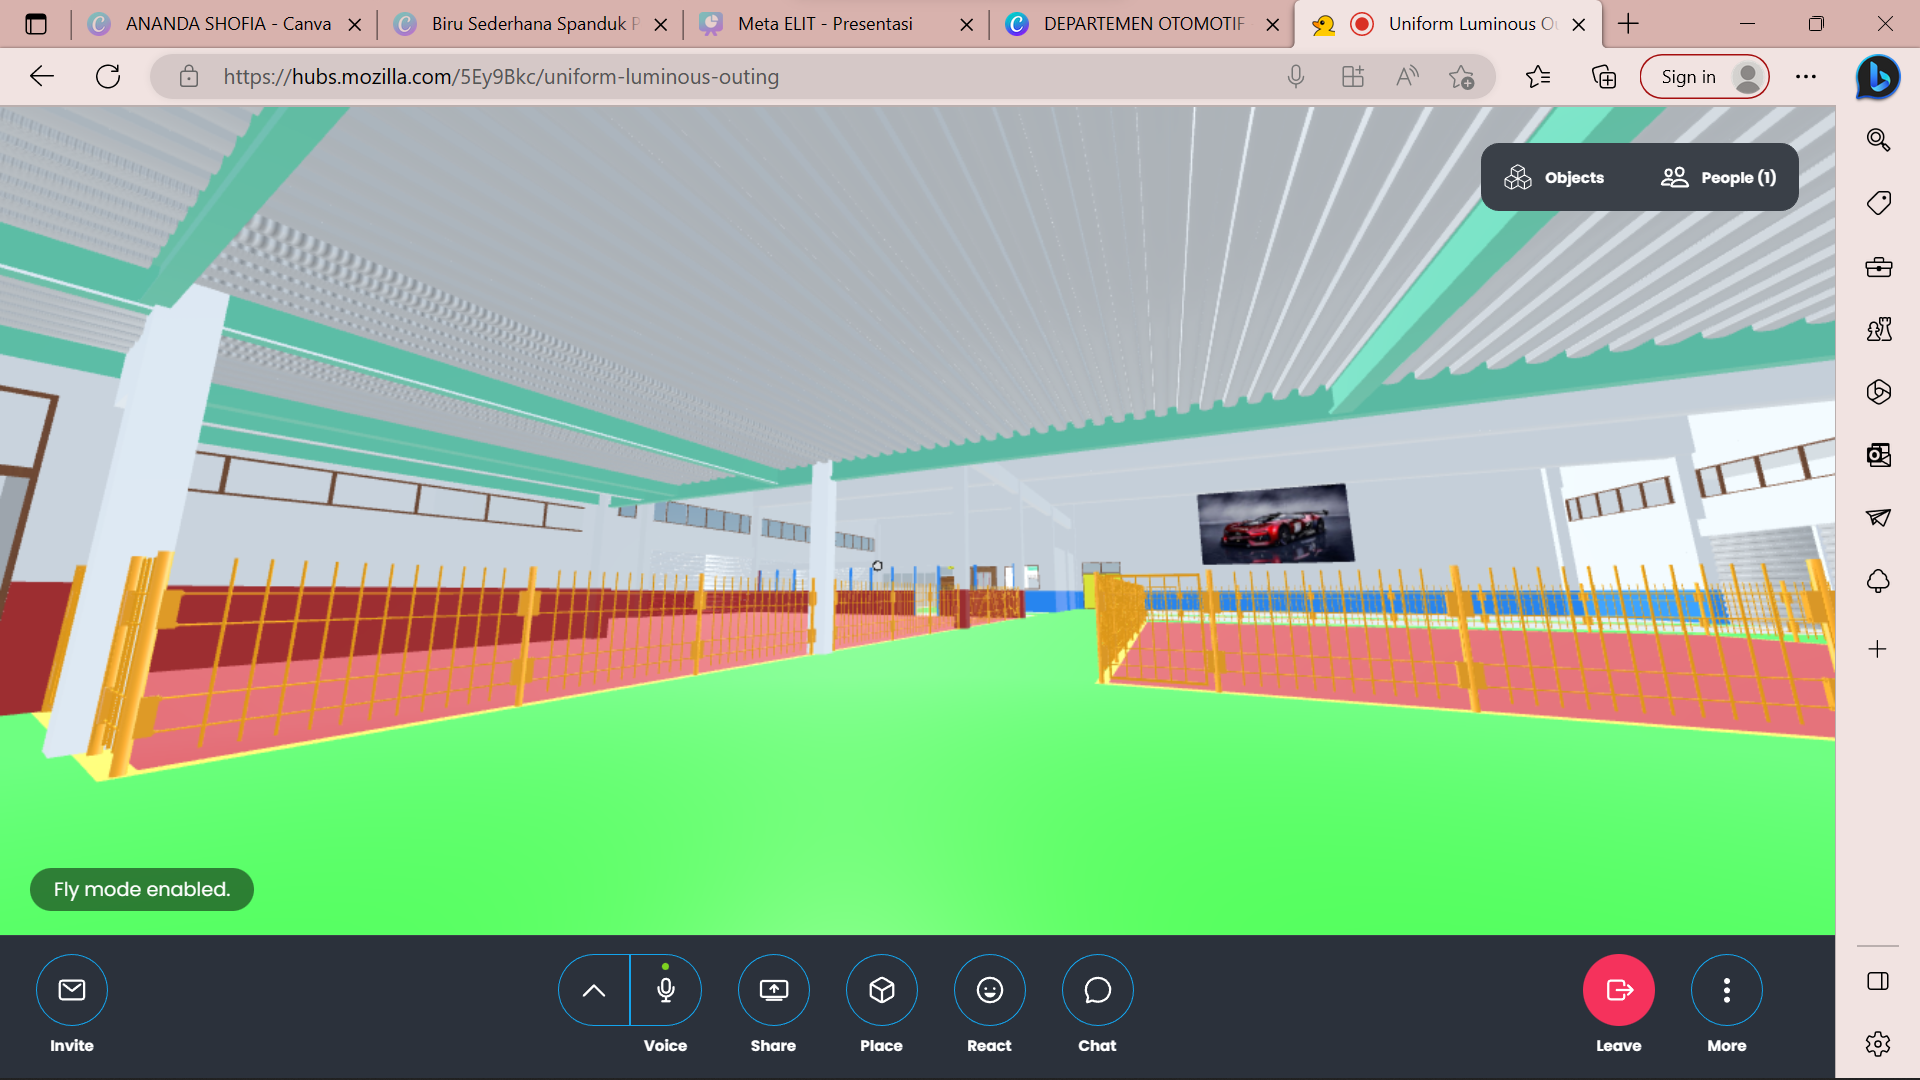 ANANDA SHOFIA - Canva
Biru Sederhana Spanduk P
Meta ELIT - Presentasi
DEPARTEMEN OTOMOTIF
Uniform Luminous O
https://hubs.mozilla.com/5Ey9Bkc/uniform-luminous-outing
Sign in
Objects
People (1)
Fly mode enabled.
Invite
Voice
Share
Place
React
Chat
Leave
More